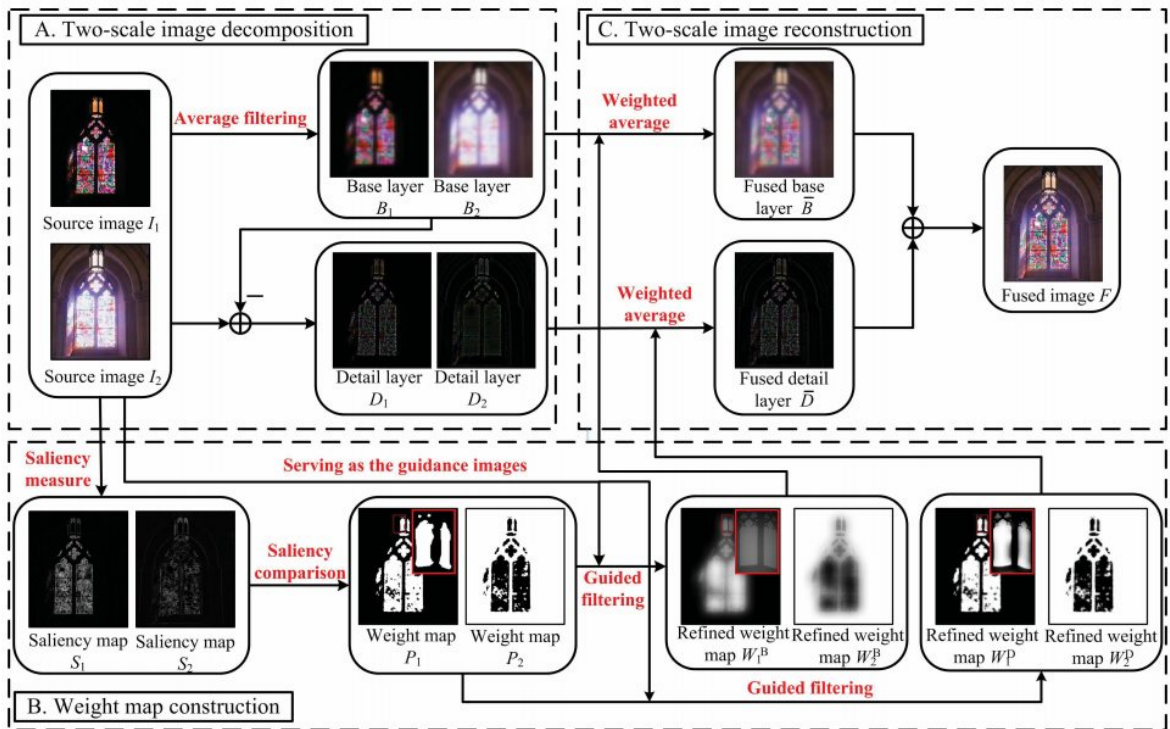 A. Two-scale image decomposition
Source image I₁
Source image I₂
Average filtering
Base layer
B₁
Base layer
B₂
−
Detail layer
D₁
Detail layer
D₂
C. Two-scale image reconstruction
Weighted
average
Fused base
layer B̅
Weighted
average
Fused detail
layer D̅
Fused image F
Saliency
measure
Serving as the guidance images
Saliency map
S₁
Saliency map
S₂
Saliency
comparison
Weight map
P₁
Weight map
P₂
Guided
filtering
Refined weight
map W₁ᴮ
Refined weight
map W₂ᴮ
Refined weight
map W₁ᴰ
Refined weight
map W₂ᴰ
Guided filtering
B. Weight map construction